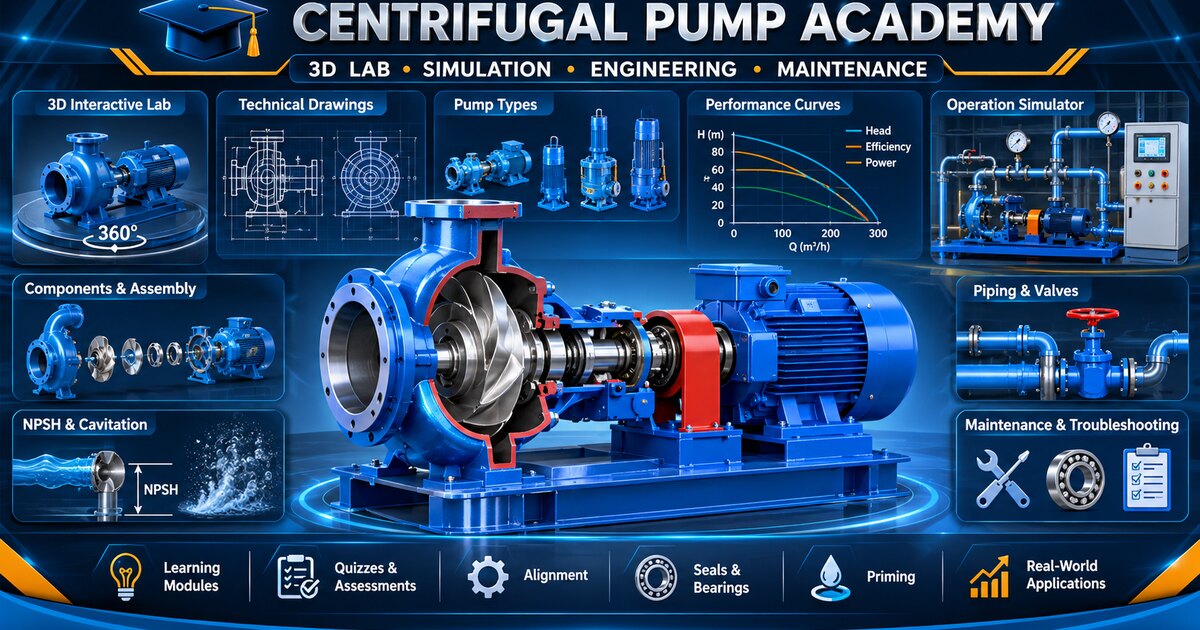 CENTRIFUGAL PUMP ACADEMY
3D LAB • SIMULATION • ENGINEERING • MAINTENANCE
3D Interactive Lab
360°
Technical Drawings
Pump Types
Performance Curves
H (m)
80
60
40
20
0
0 100 200 300
Q (m³/h)
Head
Efficiency
Power
Operation Simulator
Components & Assembly
Piping & Valves
NPSH & Cavitation
NPSH
Maintenance & Troubleshooting
Learning
Modules
Quizzes &
Assessments
Alignment
Seals &
Bearings
Priming
Real-World
Applications